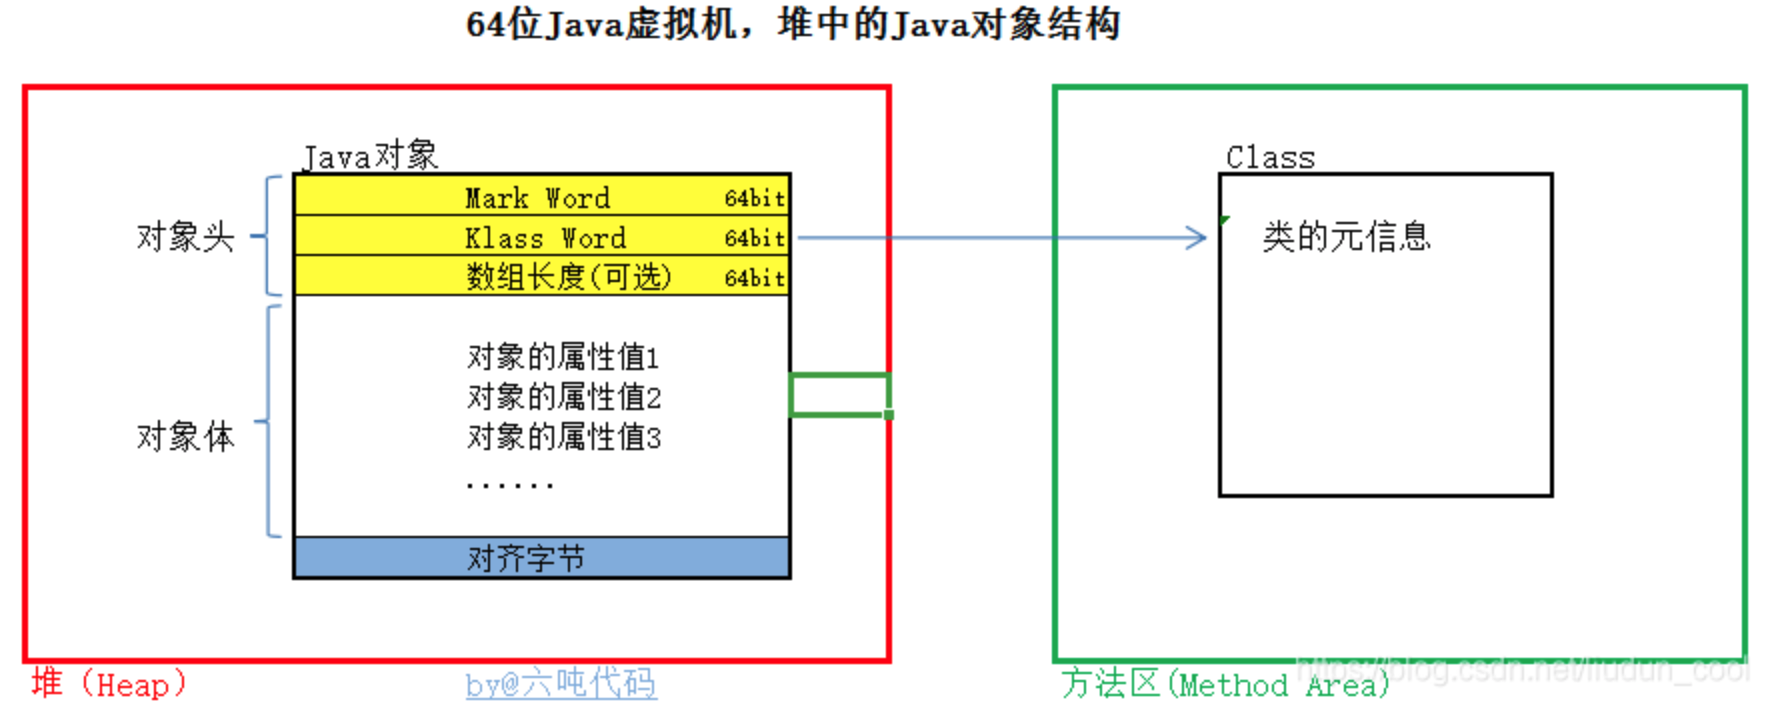 64位Java虚拟机，堆中的Java对象结构
Java对象
对象头
Mark Word 64bit
Klass Word 64bit
数组长度(可选) 64bit
对象体
对象的属性值1
对象的属性值2
对象的属性值3
......
对齐字节
堆（Heap）
by@六吨代码
Class
类的元信息
方法区(Method Area)
https://blog.csdn.net/liudun_cool